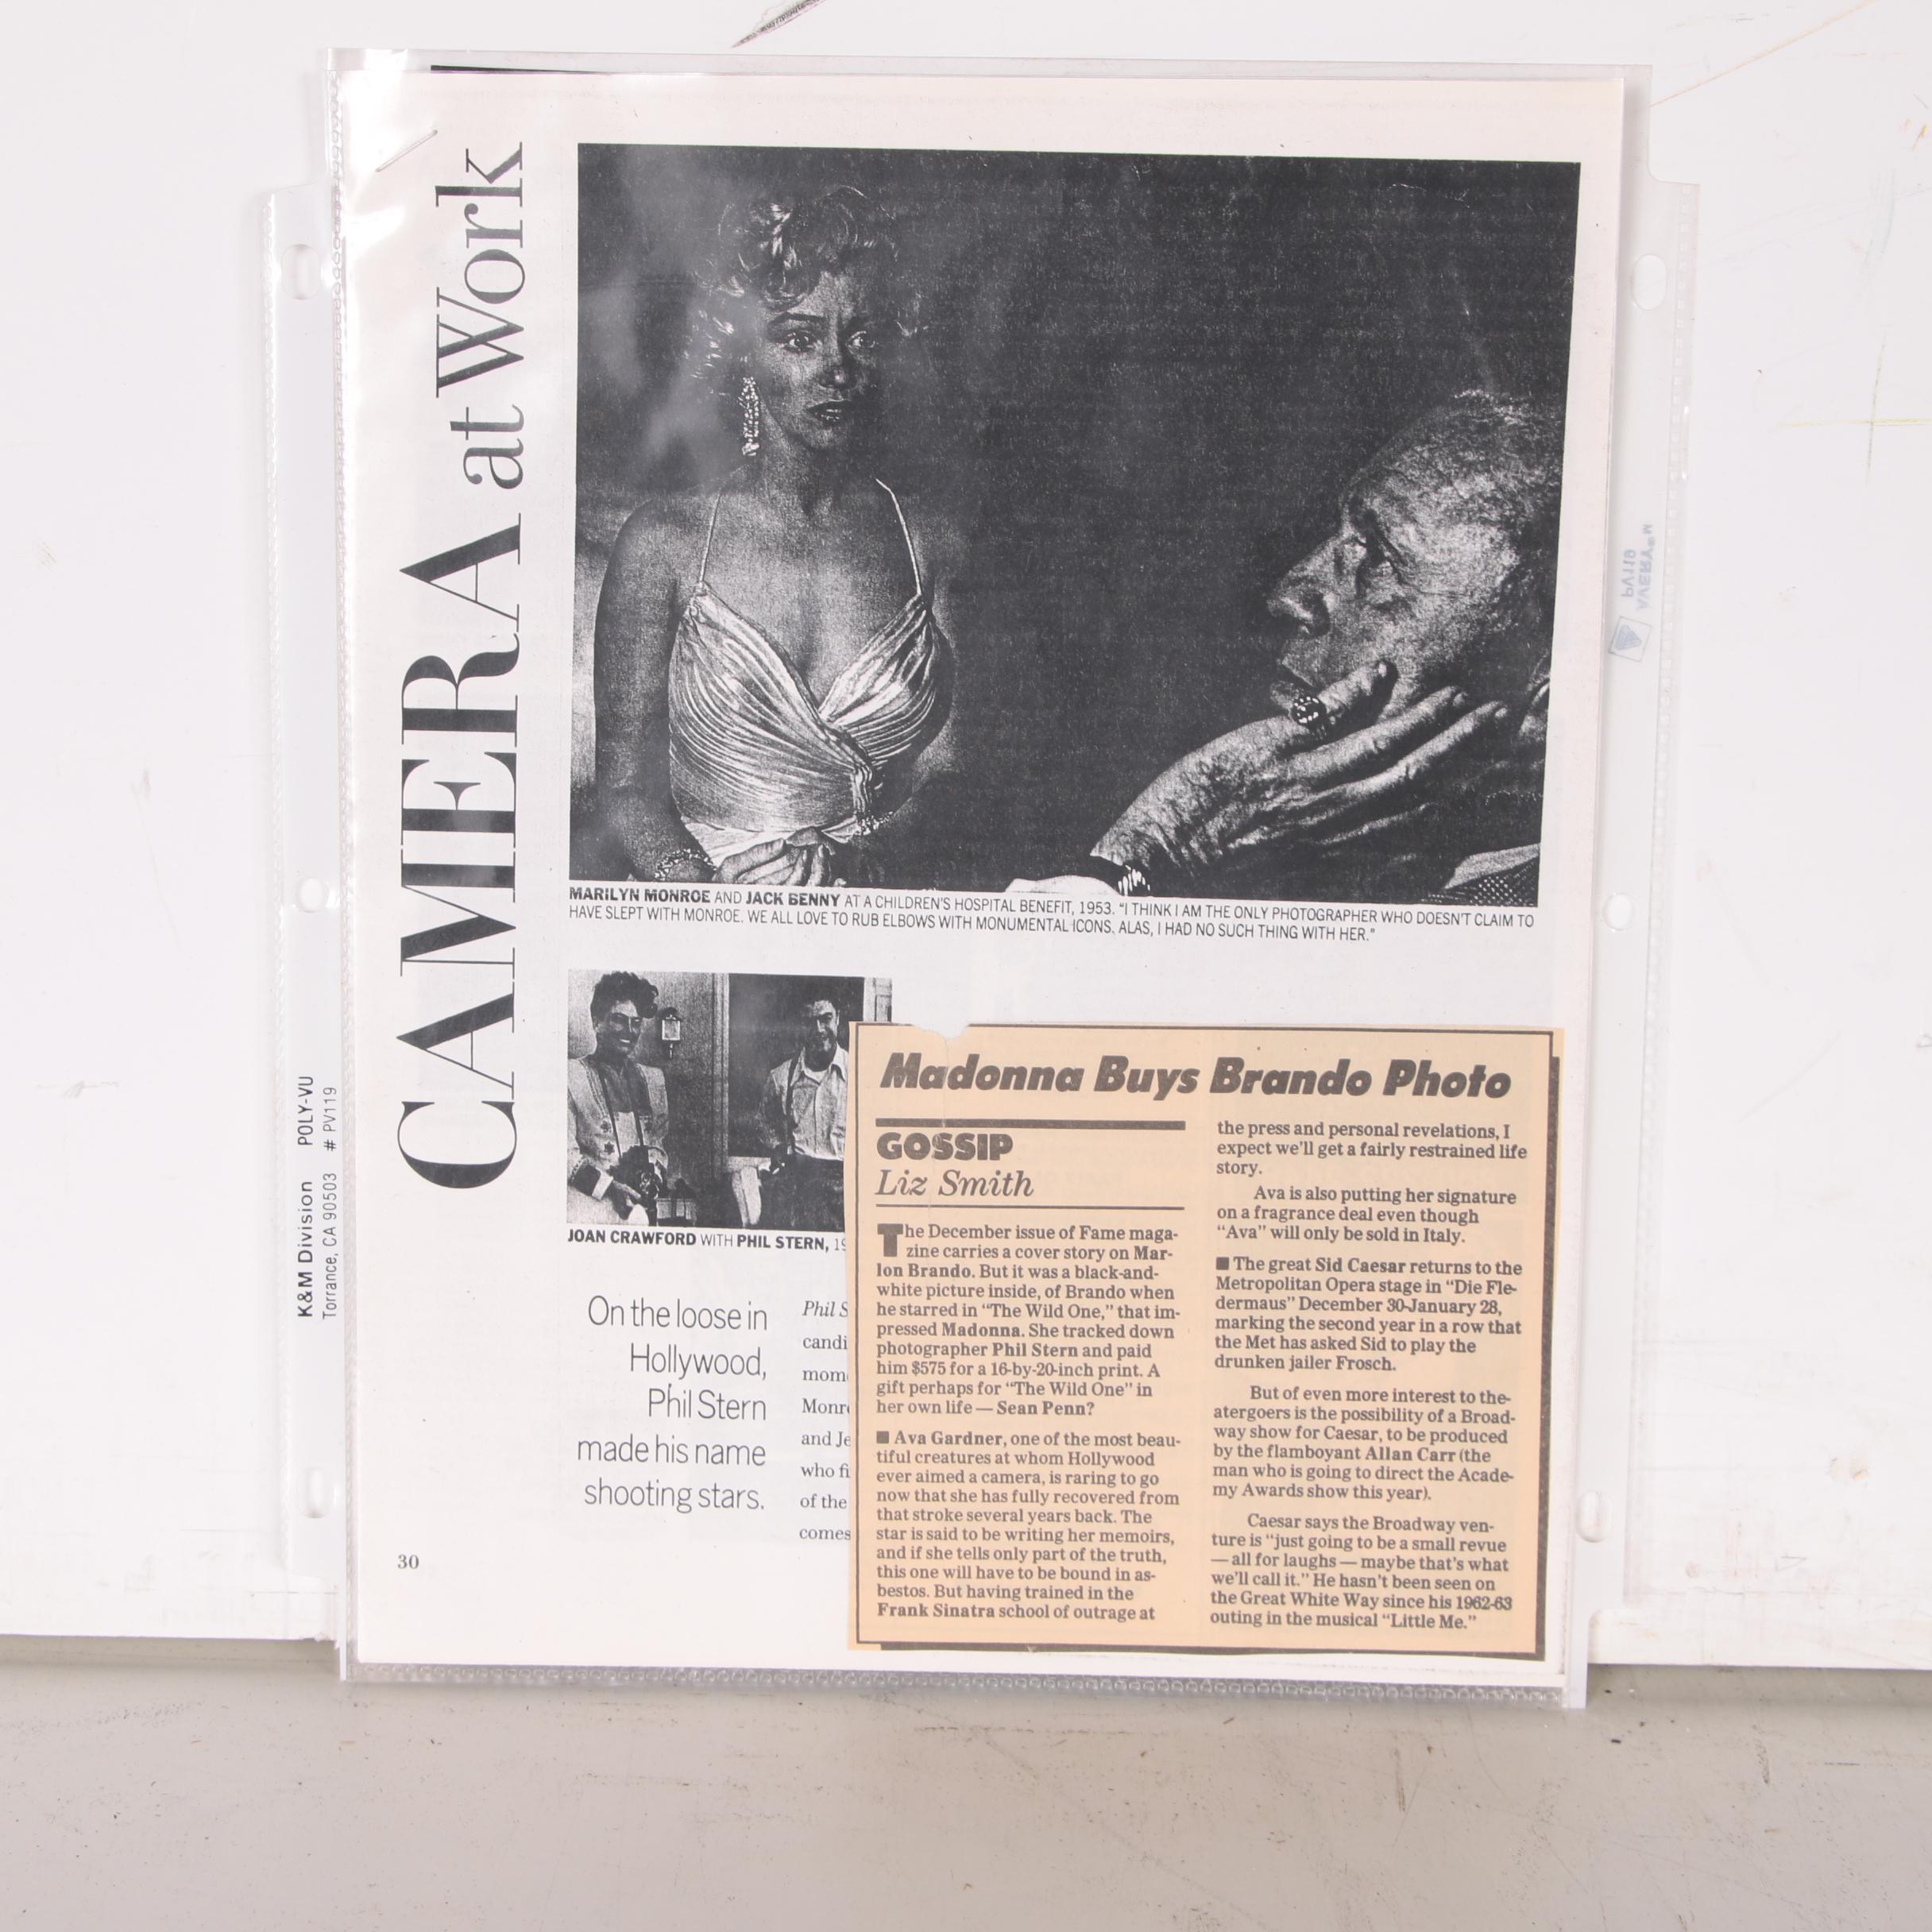 CAMERA at Work
MARILYN MONROE AND JACK BENNY AT A CHILDREN'S HOSPITAL BENEFIT, 1953. "I THINK I AM THE ONLY PHOTOGRAPHER WHO DOESN'T CLAIM TO
HAVE SLEPT WITH MONROE. WE ALL LOVE TO RUB ELBOWS WITH MONUMENTAL ICONS. ALAS, I HAD NO SUCH THING WITH HER."
JOAN CRAWFORD WITH PHIL STERN, 19
On the loose in
Hollywood,
Phil Stern
made his name
shooting stars.
Phil S
candi
mom
Monr
and Je
who fi
of the
comes
30
Madonna Buys Brando Photo
GOSSIP
Liz Smith
The December issue of Fame maga-
zine carries a cover story on Mar-
lon Brando. But it was a black-and-
white picture inside, of Brando when
he starred in "The Wild One," that im-
pressed Madonna. She tracked down
photographer Phil Stern and paid
him $575 for a 16-by-20-inch print. A
gift perhaps for "The Wild One" in
her own life — Sean Penn?
■ Ava Gardner, one of the most beau-
tiful creatures at whom Hollywood
ever aimed a camera, is raring to go
now that she has fully recovered from
that stroke several years back. The
star is said to be writing her memoirs,
and if she tells only part of the truth,
this one will have to be bound in as-
bestos. But having trained in the
Frank Sinatra school of outrage at
the press and personal revelations, I
expect we'll get a fairly restrained life
story.
Ava is also putting her signature
on a fragrance deal even though
"Ava" will only be sold in Italy.
■ The great Sid Caesar returns to the
Metropolitan Opera stage in "Die Fle-
dermaus" December 30-January 28,
marking the second year in a row that
the Met has asked Sid to play the
drunken jailer Frosch.
But of even more interest to the-
atergoers is the possibility of a Broad-
way show for Caesar, to be produced
by the flamboyant Allan Carr (the
man who is going to direct the Acade-
my Awards show this year).
Caesar says the Broadway ven-
ture is "just going to be a small revue
— all for laughs — maybe that's what
we'll call it." He hasn't been seen on
the Great White Way since his 1962-63
outing in the musical "Little Me."
K&M Division POLY-VU
Torrance, CA 90503 # PV119
PV119